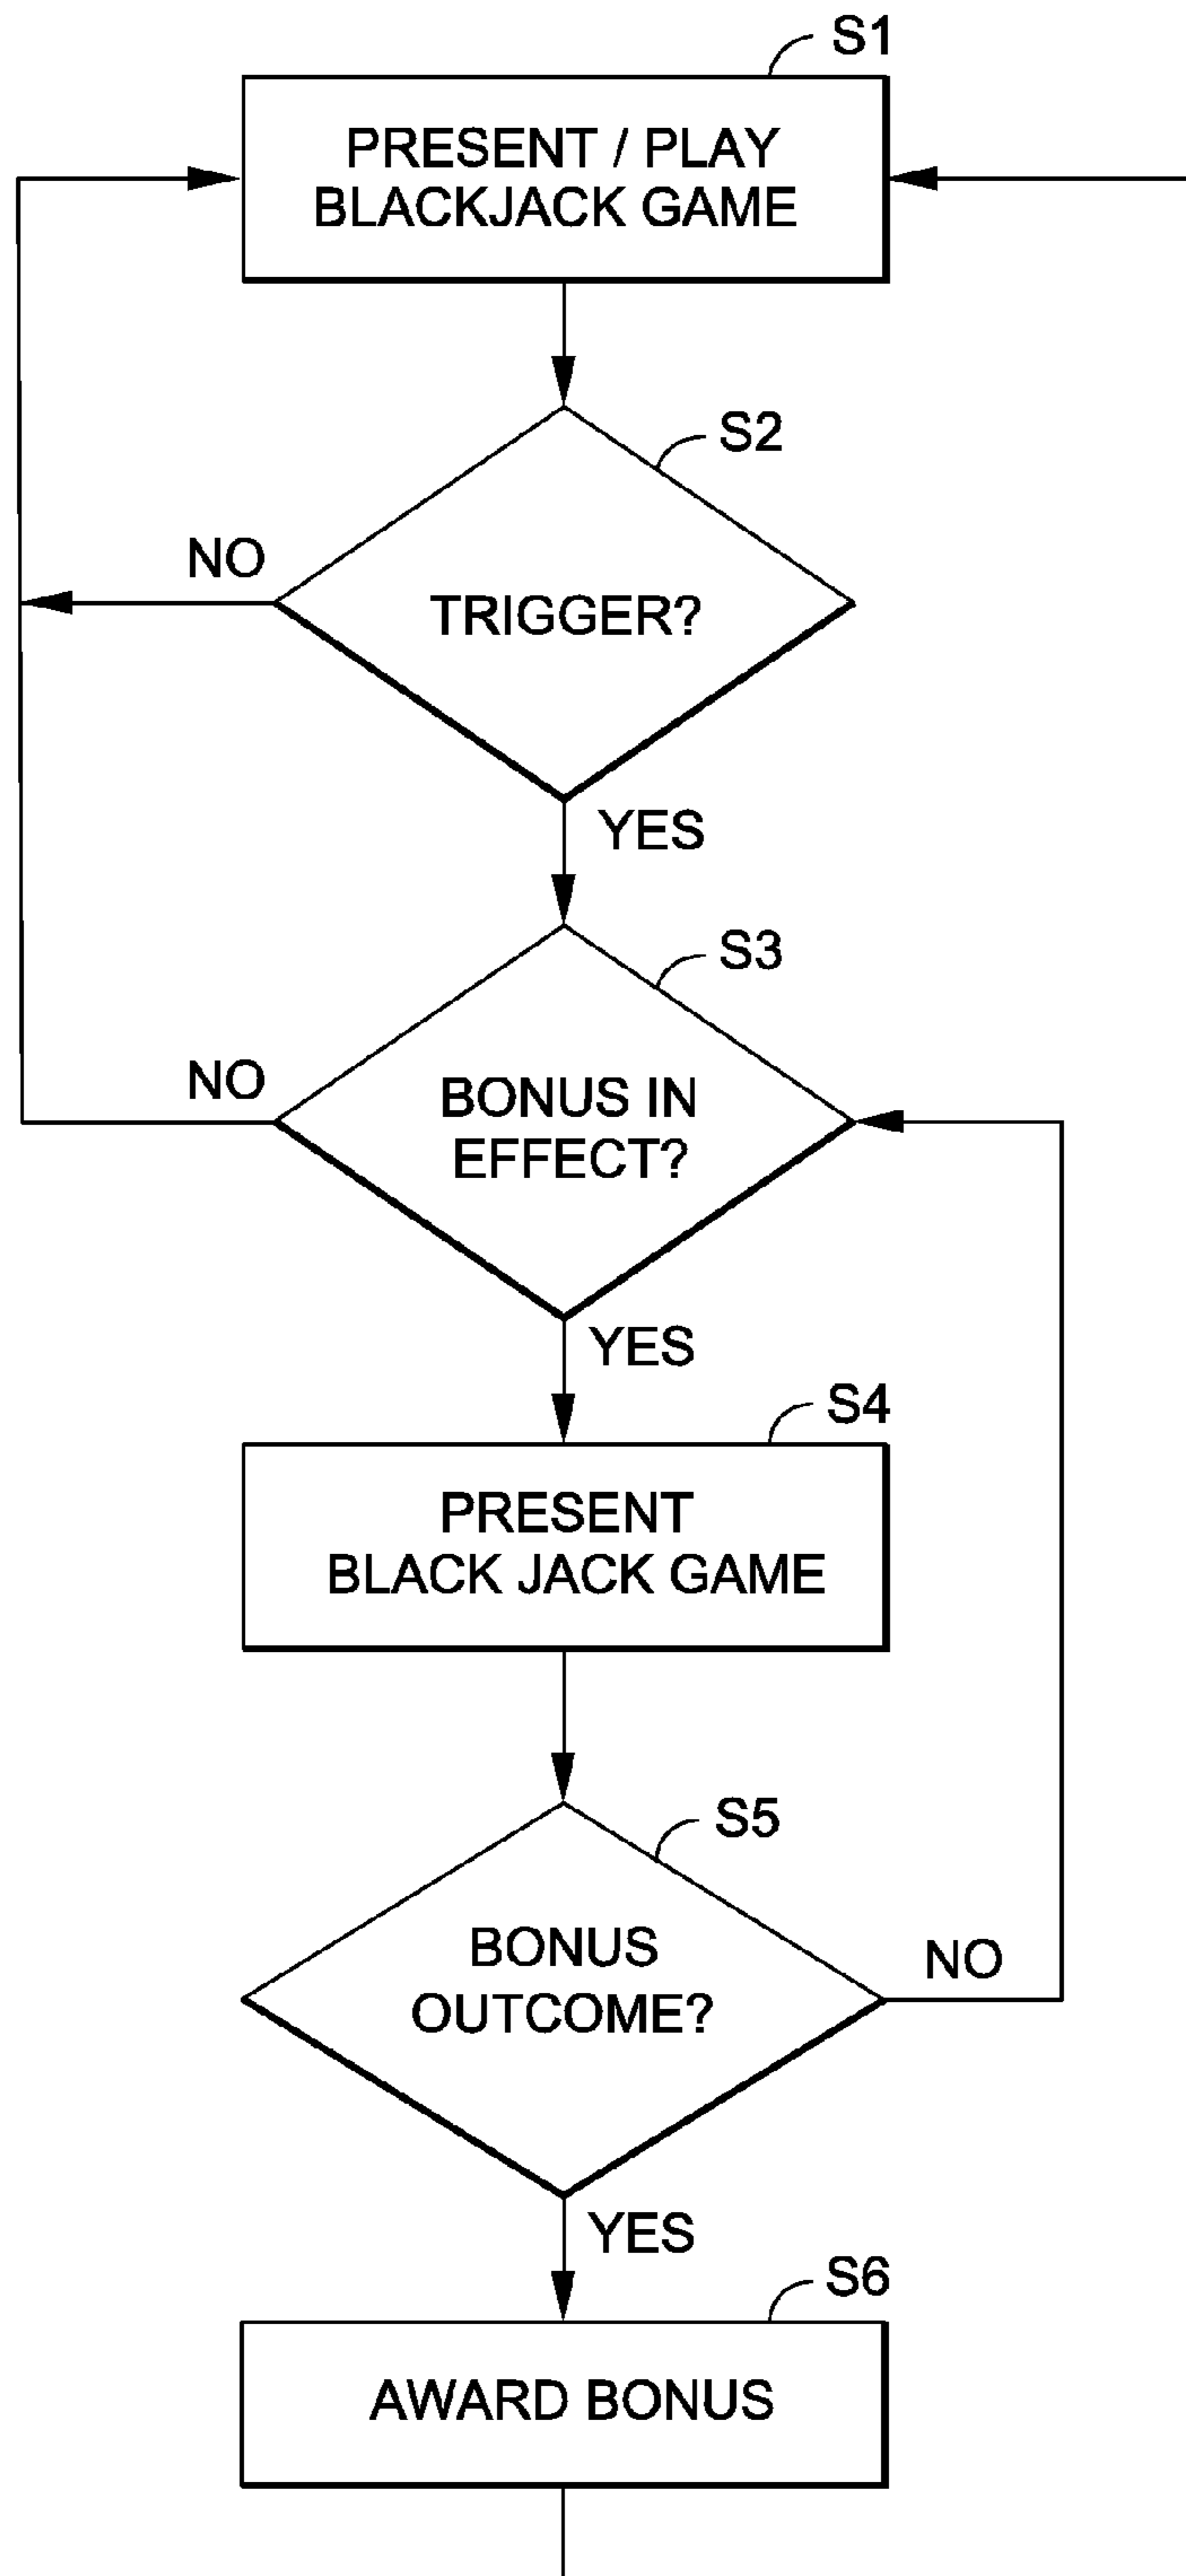 S1
PRESENT / PLAY
BLACKJACK GAME
S2
NO
TRIGGER?
YES
S3
NO
BONUS IN
EFFECT?
YES
S4
PRESENT
BLACK JACK GAME
S5
BONUS
OUTCOME?
NO
YES
S6
AWARD BONUS